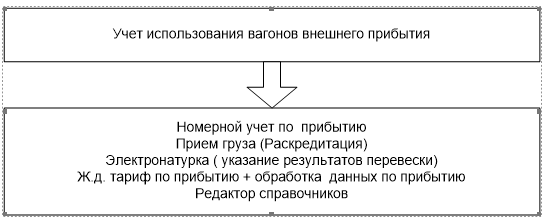 Учет использования вагонов внешнего прибытия
Номерной учет по прибытию
Прием груза (Раскредитация)
Электронатурка ( указание результатов перевески)
Ж.д. тариф по прибытию + обработка данных по прибытию
Редактор справочников